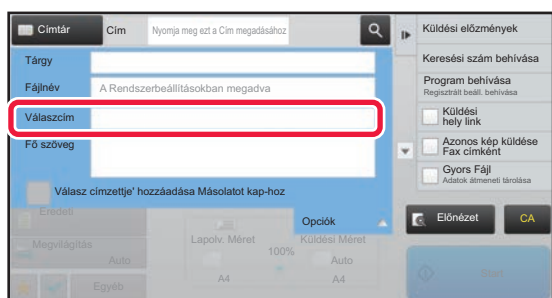 Címtár
Cím
Nyomja meg ezt a Cím megadásához
Tárgy
Fájlnév
A Rendszerbeállításokban megadva
Válaszcím
Fő szöveg
Válasz címzettje' hozzáadása Másolatot kap-hoz
Opciók
Eredeti
Megvilágítás
Auto
Egyéb
Lapolv. Méret
A4
100%
Küldési Méret
Auto
A4
Küldési előzmények
Keresési szám behívása
Program behívása
Regisztrált beáll. behívása
Küldési
hely link
Azonos kép küldése
Fax címként
Gyors Fájl
Adatok átmeneti tárolása
Előnézet
CA
Start